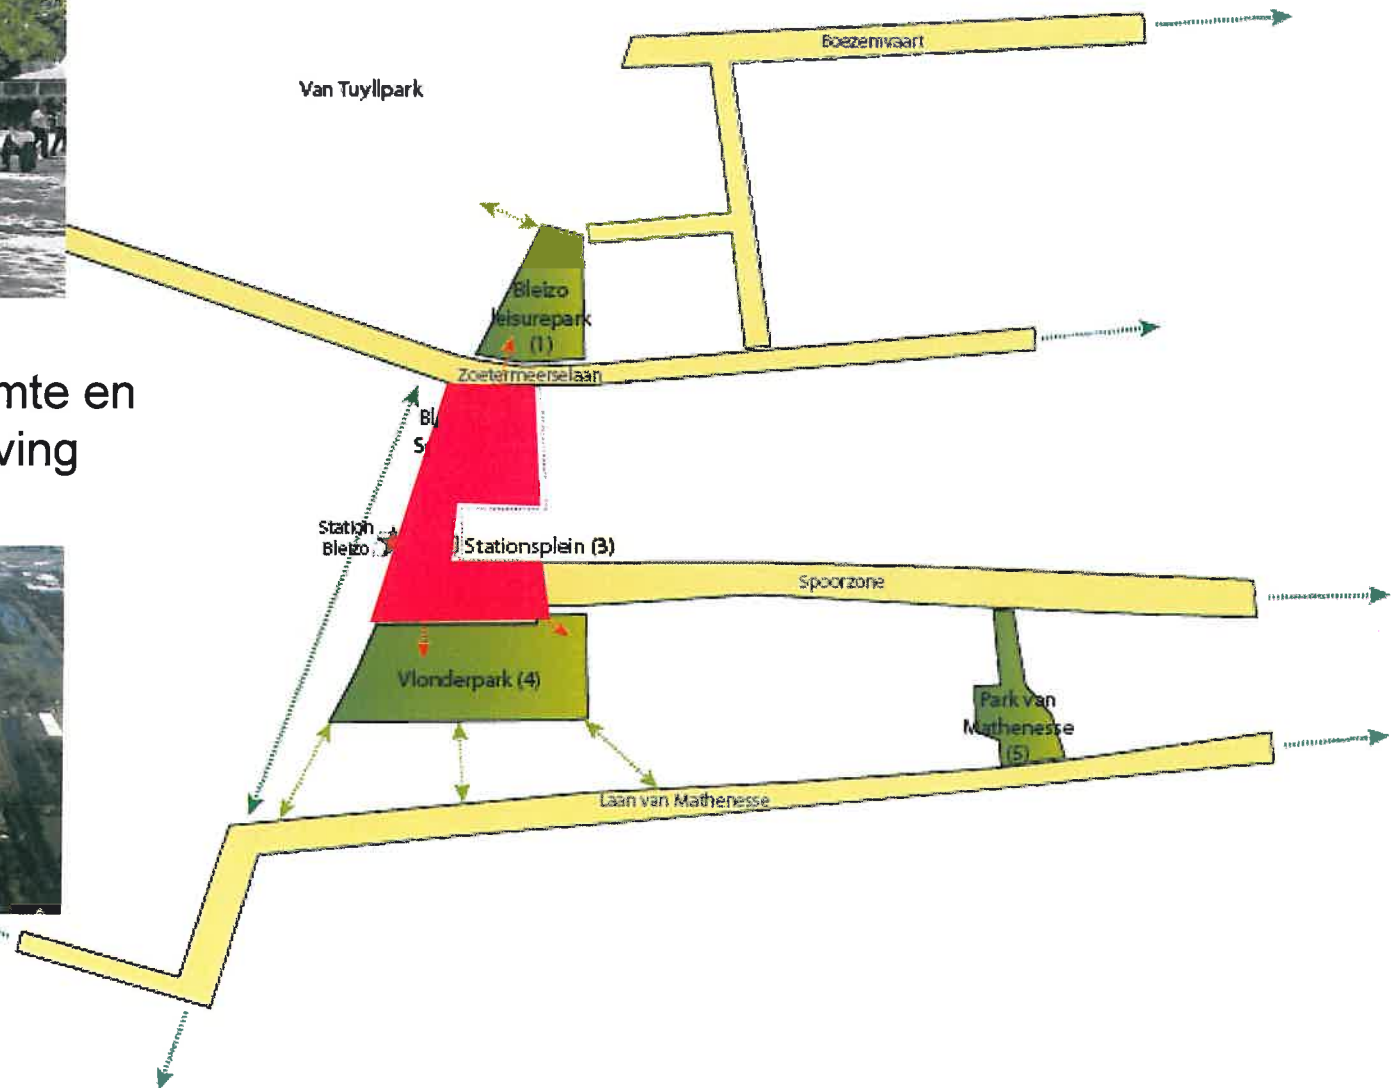 Boezemvaart
Van Tuyllpark
Bleizo
leisurepark
(1)
Zoetermeerselaan
mte en
ving
Bl
S
Station
Bleizo
Stationsplein (3)
Spoorzone
Vlonderpark (4)
Park van
Mathenesse
(5)
Laan van Mathenesse